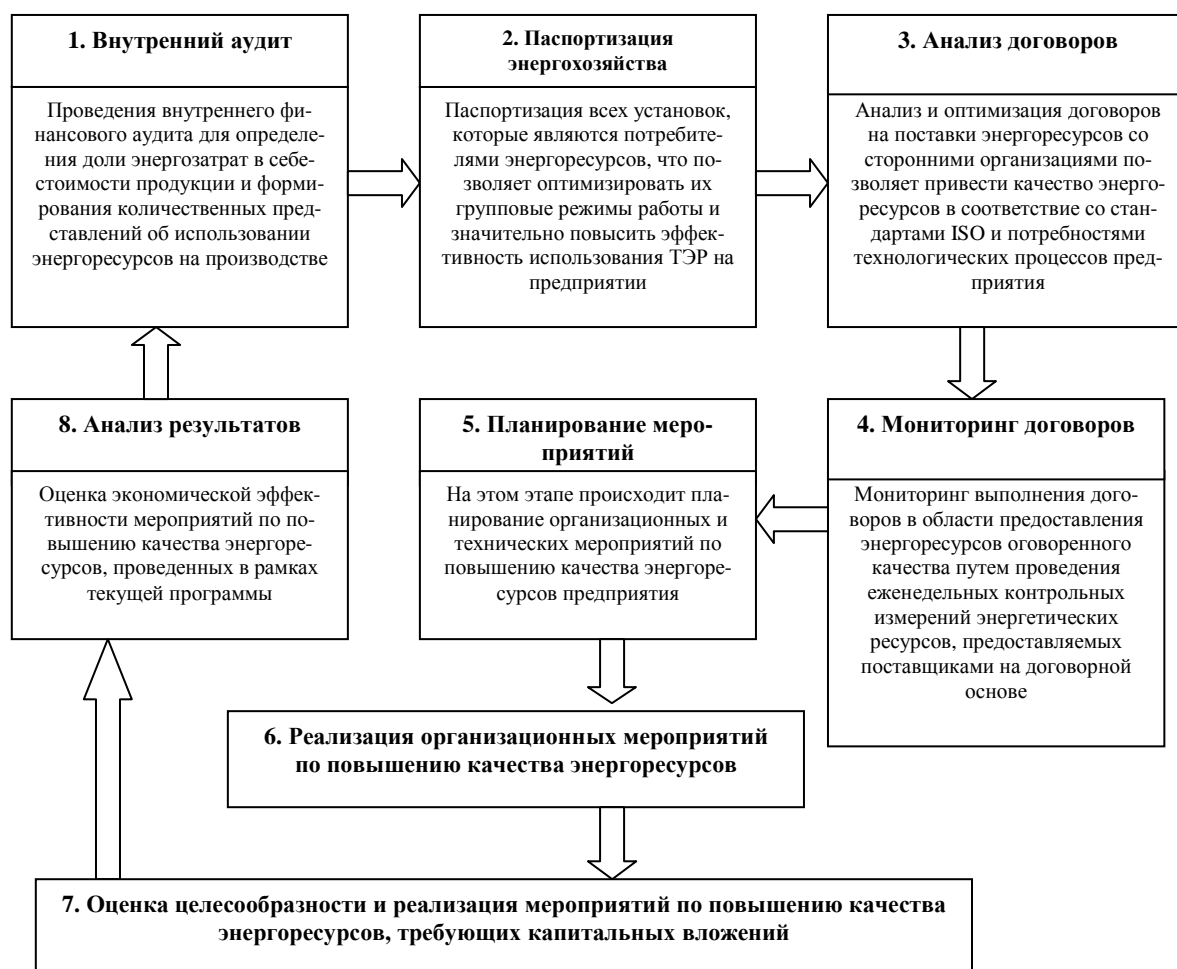 1. Внутренний аудит
Проведения внутреннего фи-
нансового аудита для определе-
ния доли энергозатрат в себе-
стоимости продукции и форми-
рования количественных пред-
ставлений об использовании
энергоресурсов на производстве
2. Паспортизация
энергохозяйства
Паспортизация всех установок,
которые являются потребите-
лями энергоресурсов, что по-
зволяет оптимизировать их
групповые режимы работы и
значительно повысить эффек-
тивность использования ТЭР на
предприятии
3. Анализ договоров
Анализ и оптимизация договоров
на поставки энергоресурсов со
сторонними организациями по-
зволяет привести качество энерго-
ресурсов в соответствие со стан-
дартами ISO и потребностями
технологических процессов пред-
приятия
4. Мониторинг договоров
Мониторинг выполнения дого-
воров в области предоставления
энергоресурсов оговоренного
качества путем проведения
еженедельных контрольных
измерений энергетических
ресурсов, предоставляемых
поставщиками на договорной
основе
5. Планирование меро-
приятий
На этом этапе происходит пла-
нирование организационных и
технических мероприятий по
повышению качества энергоре-
сурсов предприятия
6. Реализация организационных мероприятий
по повышению качества энергоресурсов
7. Оценка целесообразности и реализация мероприятий по повышению качества
энергоресурсов, требующих капитальных вложений
8. Анализ результатов
Оценка экономической эффек-
тивности мероприятий по по-
вышению качества энергоре-
сурсов, проведенных в рамках
текущей программы